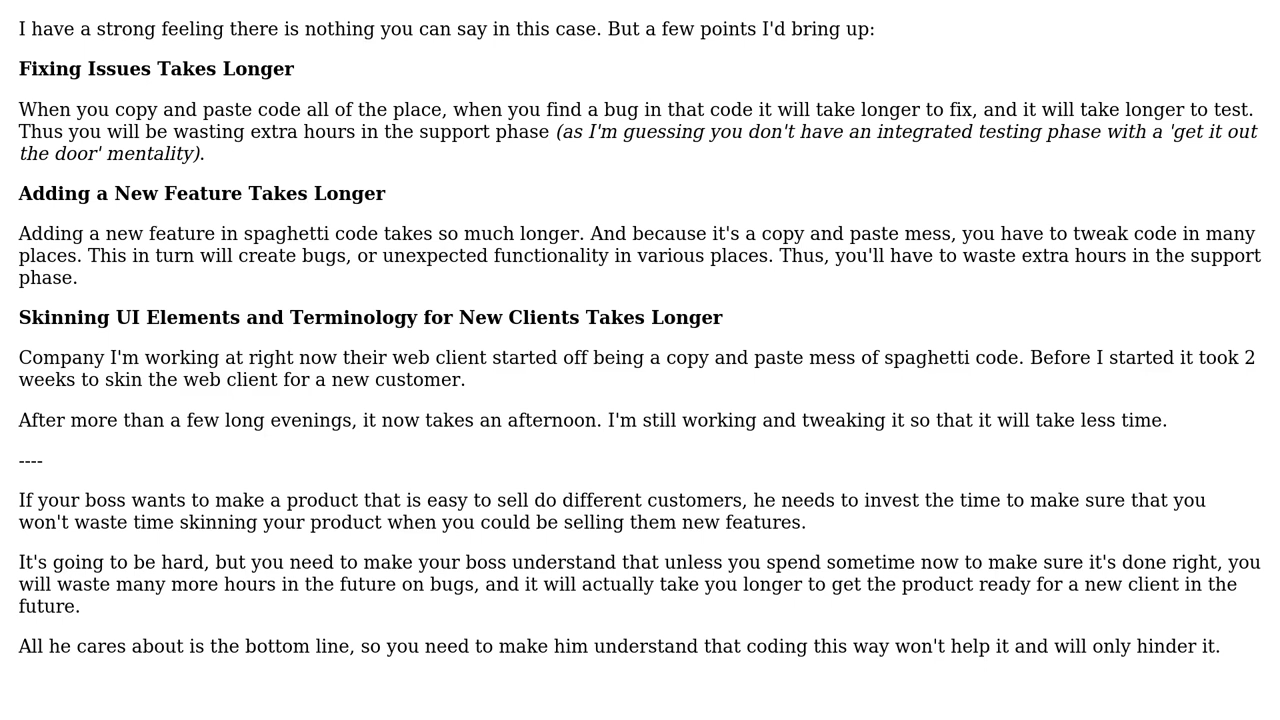 I have a strong feeling there is nothing you can say in this case. But a few points I'd bring up:
Fixing Issues Takes Longer
When you copy and paste code all of the place, when you find a bug in that code it will take longer to fix, and it will take longer to test.
Thus you will be wasting extra hours in the support phase (as I'm guessing you don't have an integrated testing phase with a 'get it out
the door' mentality).
Adding a New Feature Takes Longer
Adding a new feature in spaghetti code takes so much longer. And because it's a copy and paste mess, you have to tweak code in many
places. This in turn will create bugs, or unexpected functionality in various places. Thus, you'll have to waste extra hours in the support
phase.
Skinning UI Elements and Terminology for New Clients Takes Longer
Company I'm working at right now their web client started off being a copy and paste mess of spaghetti code. Before I started it took 2
weeks to skin the web client for a new customer.
After more than a few long evenings, it now takes an afternoon. I'm still working and tweaking it so that it will take less time.
----
If your boss wants to make a product that is easy to sell do different customers, he needs to invest the time to make sure that you
won't waste time skinning your product when you could be selling them new features.
It's going to be hard, but you need to make your boss understand that unless you spend sometime now to make sure it's done right, you
will waste many more hours in the future on bugs, and it will actually take you longer to get the product ready for a new client in the
future.
All he cares about is the bottom line, so you need to make him understand that coding this way won't help it and will only hinder it.